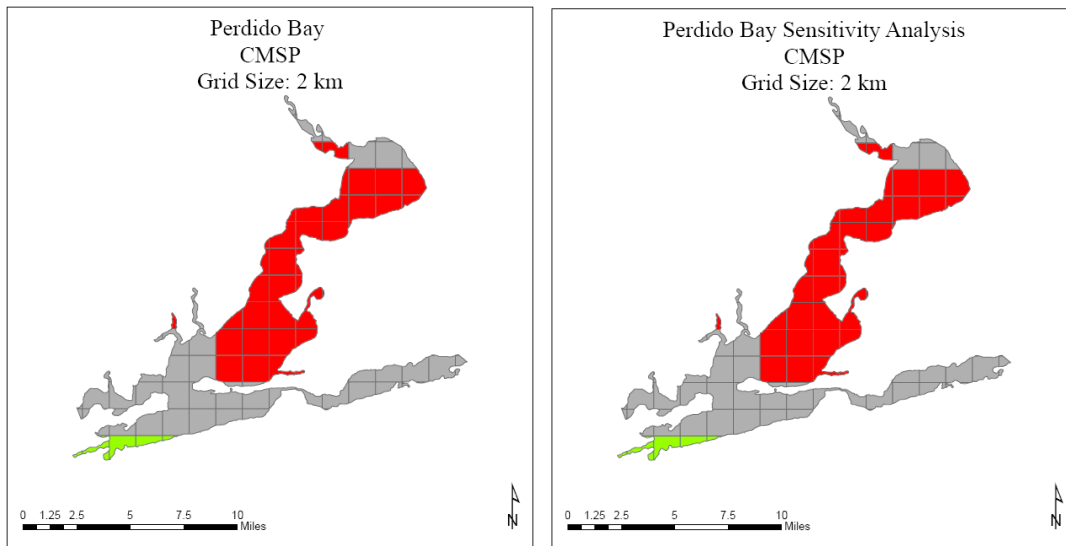 Perdido Bay
CMSP
Grid Size: 2 km
0 1.25 2.5 5 7.5 10
Miles
N
Perdido Bay Sensitivity Analysis
CMSP
Grid Size: 2 km
0 1.25 2.5 5 7.5 10
Miles
N